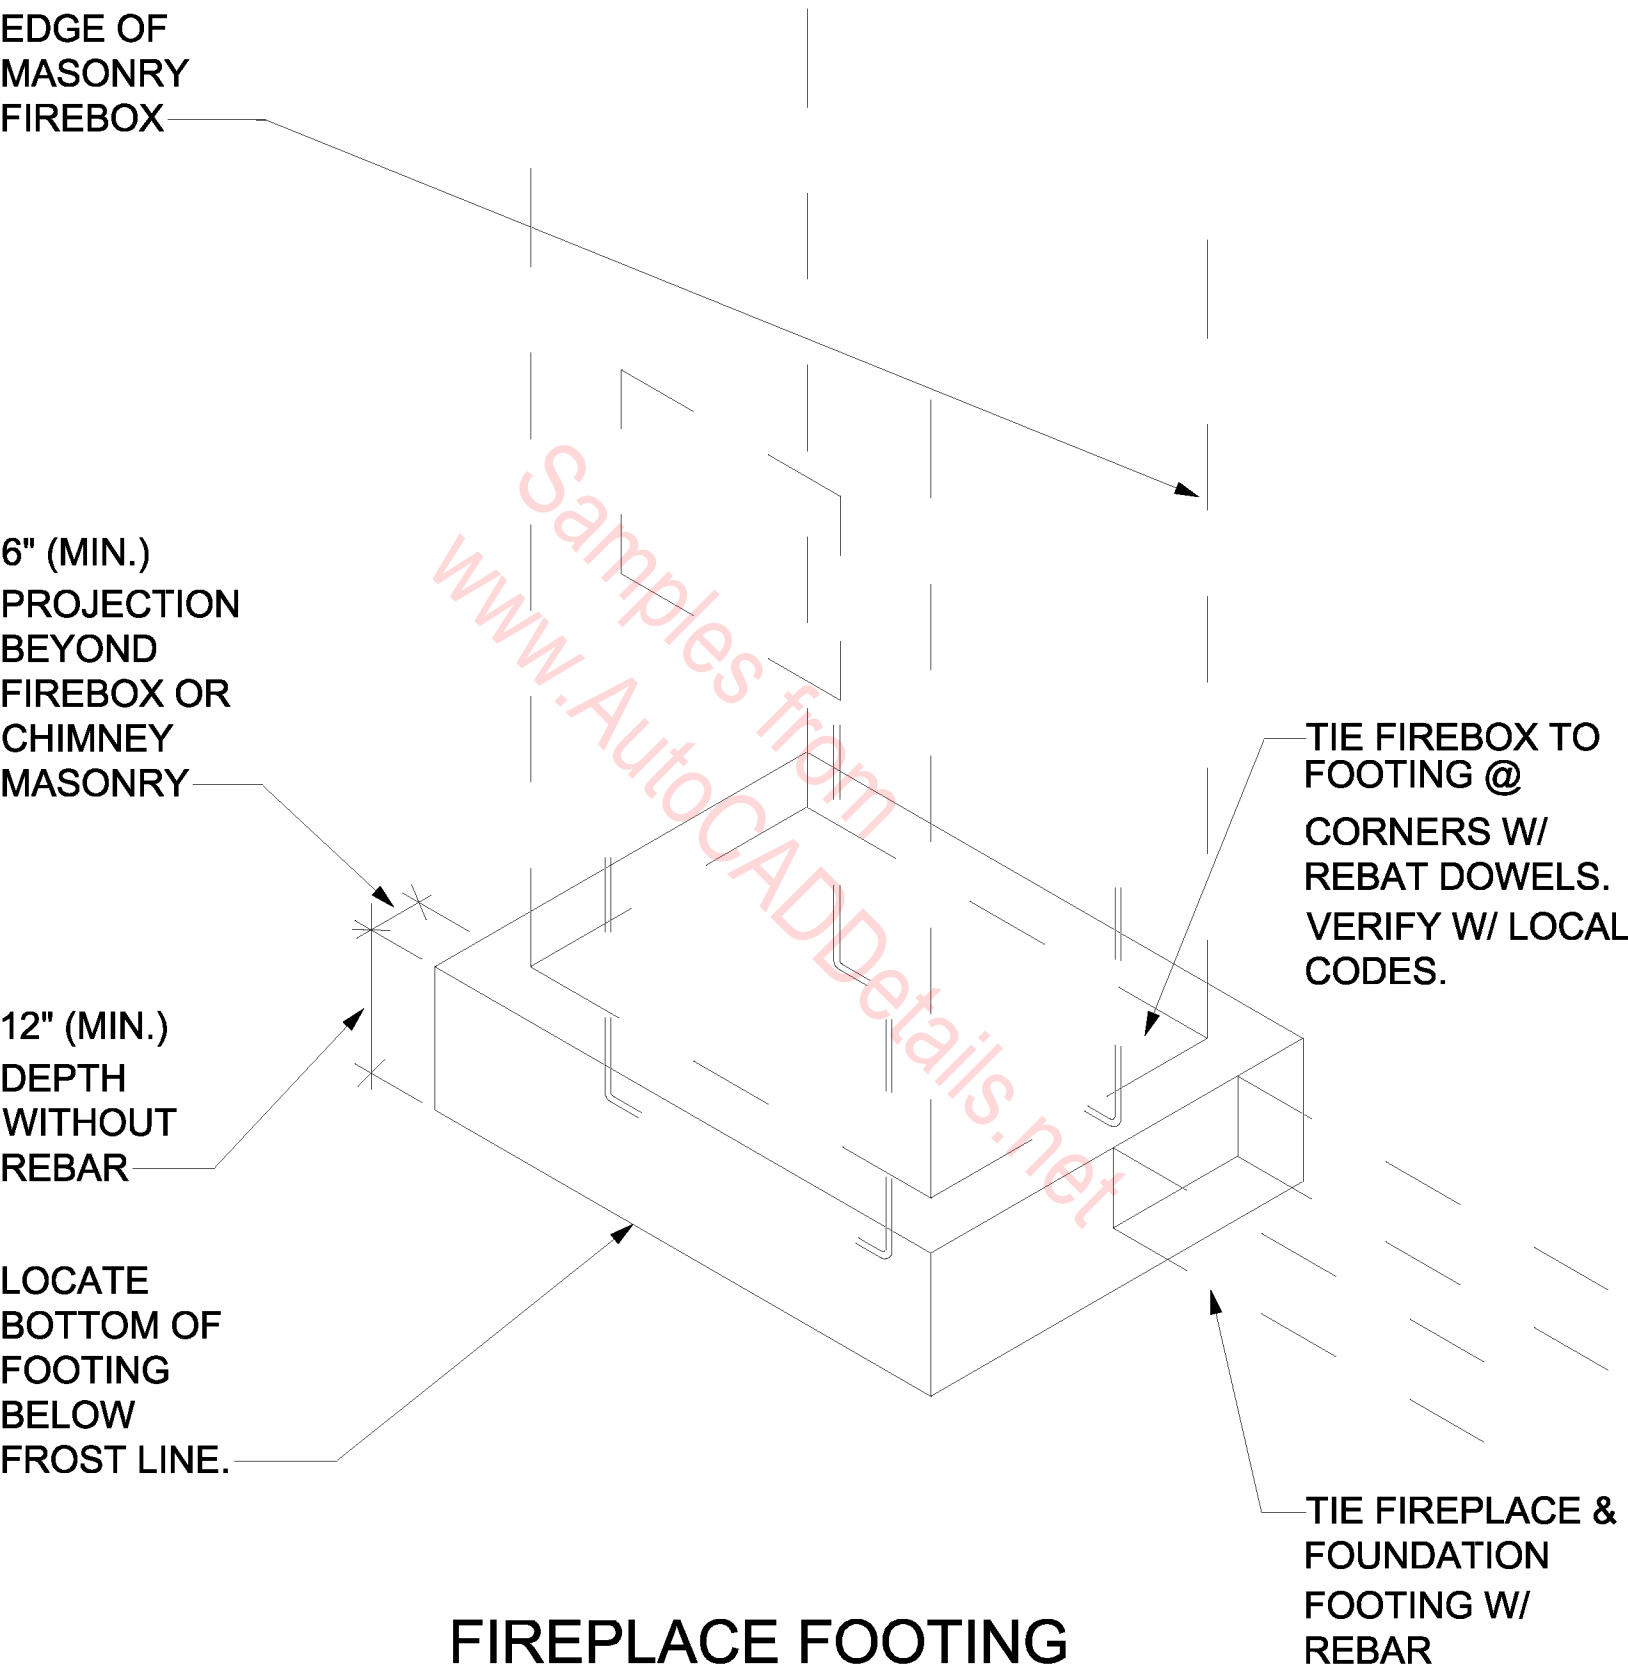 EDGE OF
MASONRY
FIREBOX
6" (MIN.)
PROJECTION
BEYOND
FIREBOX OR
CHIMNEY
MASONRY
12" (MIN.)
DEPTH
WITHOUT
REBAR
LOCATE
BOTTOM OF
FOOTING
BELOW
FROST LINE.
Samples from
www.AutoCADDetails.net
TIE FIREBOX TO
FOOTING @
CORNERS W/
REBAT DOWELS.
VERIFY W/ LOCAL
CODES.
TIE FIREPLACE &
FOUNDATION
FOOTING W/
REBAR
FIREPLACE FOOTING